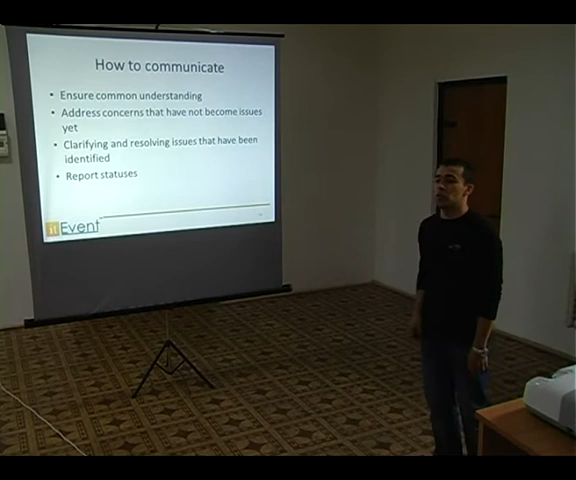 How to communicate
• Ensure common understanding
• Address concerns that have not become issues
yet
• Clarifying and resolving issues that have been
identified
• Report statuses
itEvent